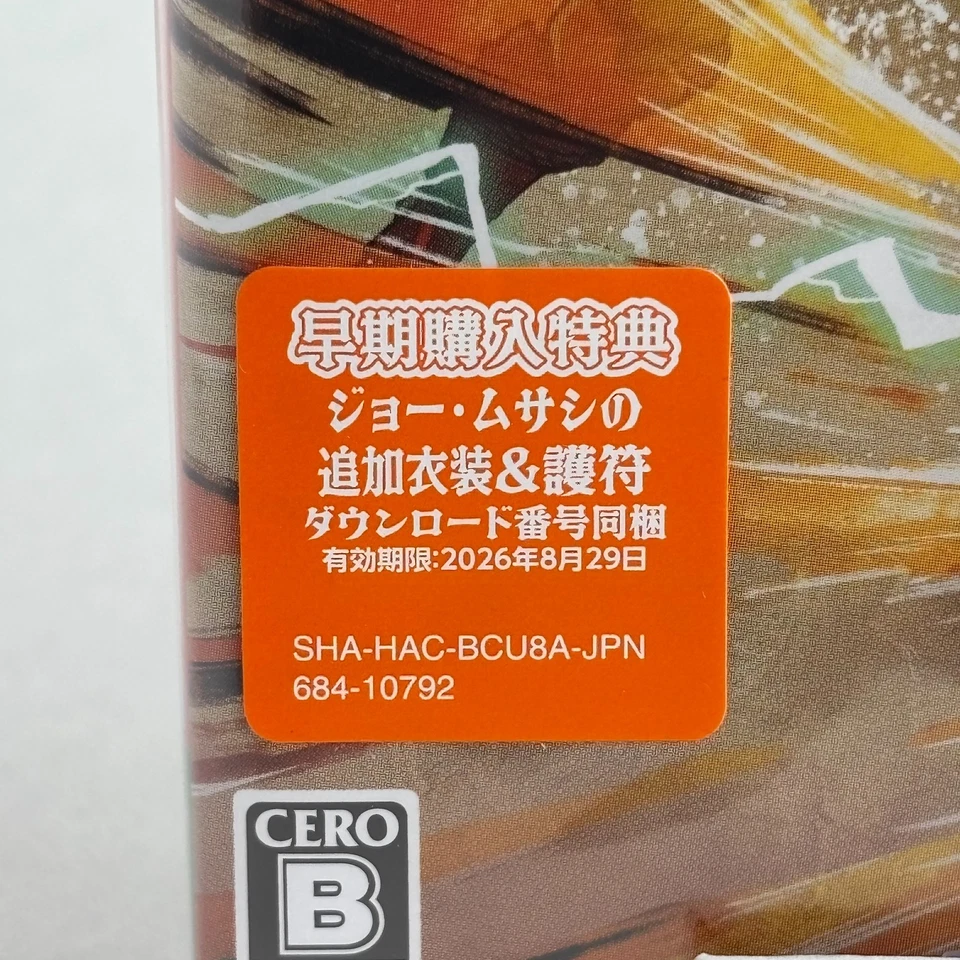 早期購入特典
ジョー・ムサシの
追加衣装&護符
ダウンロード番号同梱
有効期限:2026年8月29日
SHA-HAC-BCU8A-JPN
684-10792
CERO
B